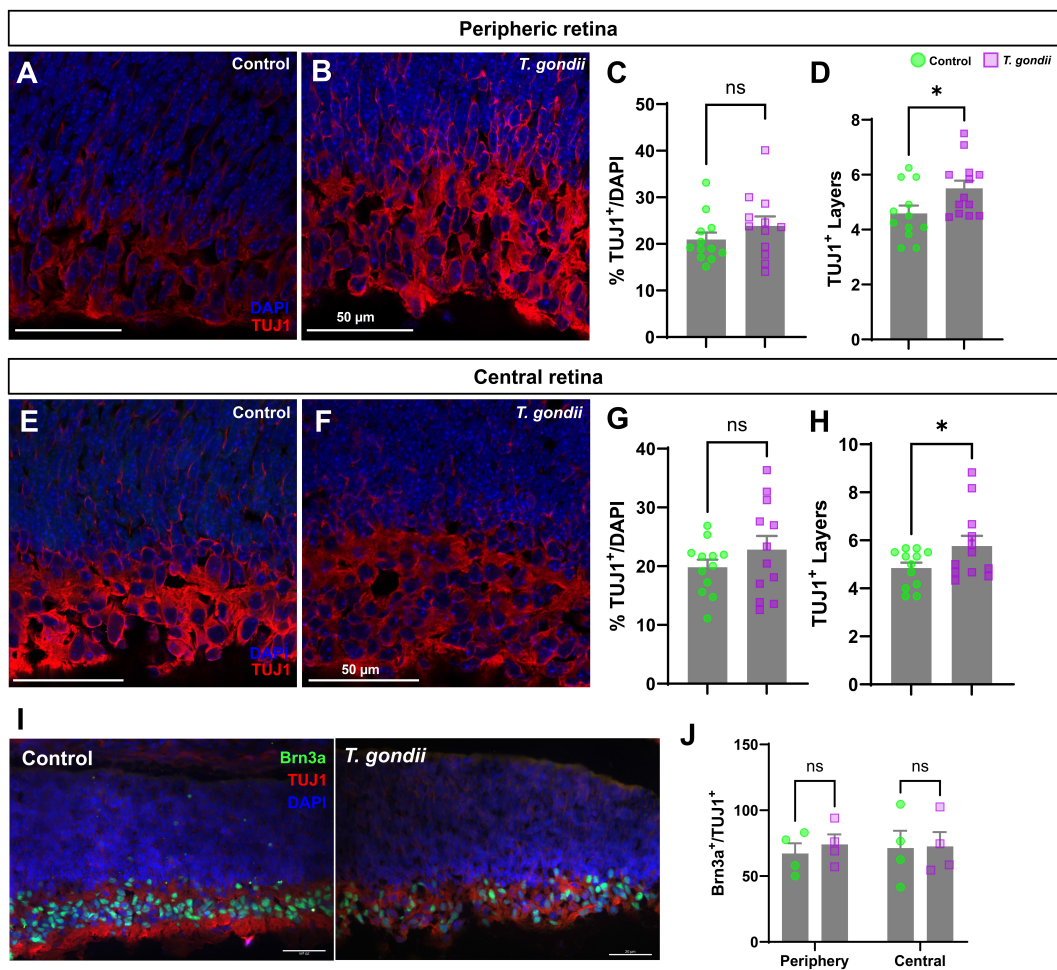 Peripheric retina
A
Control
DAPI
TUJ1
B
T. gondii
50 µm
C
ns
% TUJ1+/DAPI
50
40
30
20
10
0
D
Control
T. gondii
*
TUJ1+ Layers
8
6
4
2
0
Central retina
E
Control
DAPI
TUJ1
F
T. gondii
50 µm
G
ns
% TUJ1+/DAPI
40
30
20
10
0
H
*
TUJ1+ Layers
10
8
6
4
2
0
I
Control
Brn3a
TUJ1
DAPI
T. gondii
J
ns
ns
Brn3a+/TUJ1+
150
100
50
0
Periphery
Central